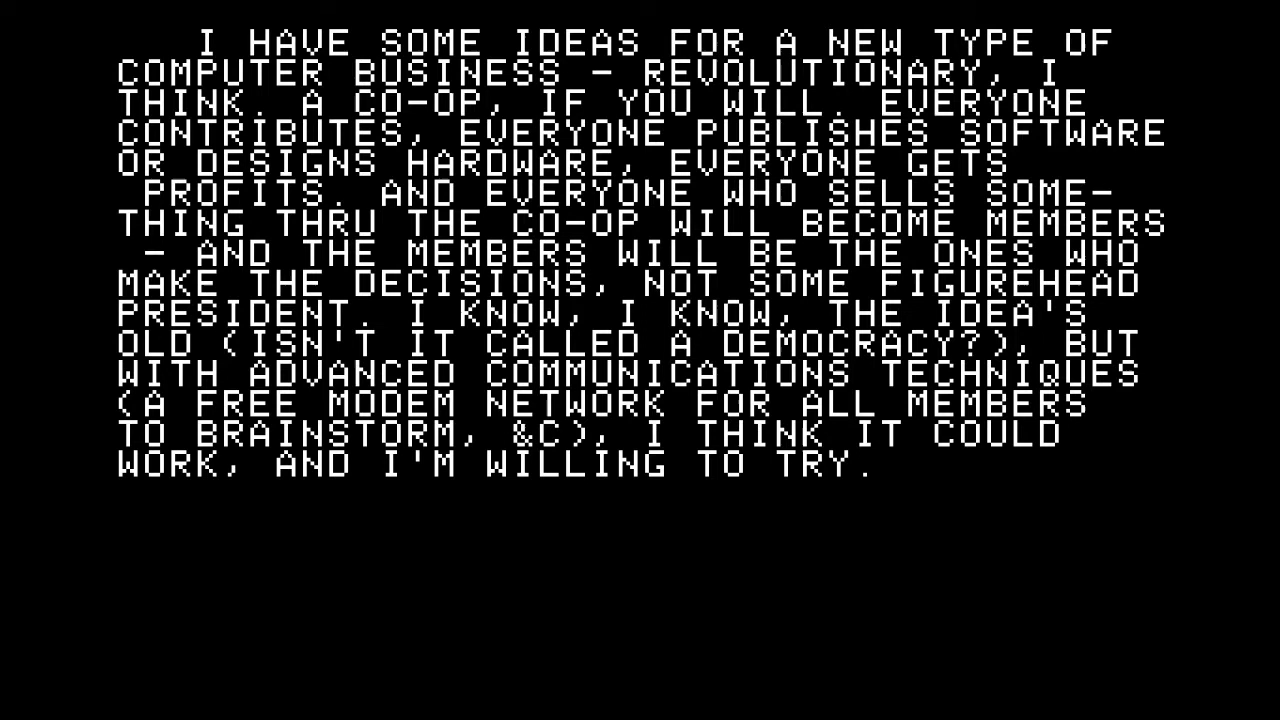 I HAVE SOME IDEAS FOR A NEW TYPE OF
COMPUTER BUSINESS - REVOLUTIONARY, I
THINK. A CO-OP, IF YOU WILL. EVERYONE
CONTRIBUTES, EVERYONE PUBLISHES SOFTWARE
OR DESIGNS HARDWARE, EVERYONE GETS
PROFITS. AND EVERYONE WHO SELLS SOME-
THING THRU THE CO-OP WILL BECOME MEMBERS
- AND THE MEMBERS WILL BE THE ONES WHO
MAKE THE DECISIONS, NOT SOME FIGUREHEAD
PRESIDENT. I KNOW, I KNOW, THE IDEA'S
OLD (ISN'T IT CALLED A DEMOCRACY?), BUT
WITH ADVANCED COMMUNICATIONS TECHNIQUES
(A FREE MODEM NETWORK FOR ALL MEMBERS
TO BRAINSTORM, &C), I THINK IT COULD
WORK, AND I'M WILLING TO TRY.